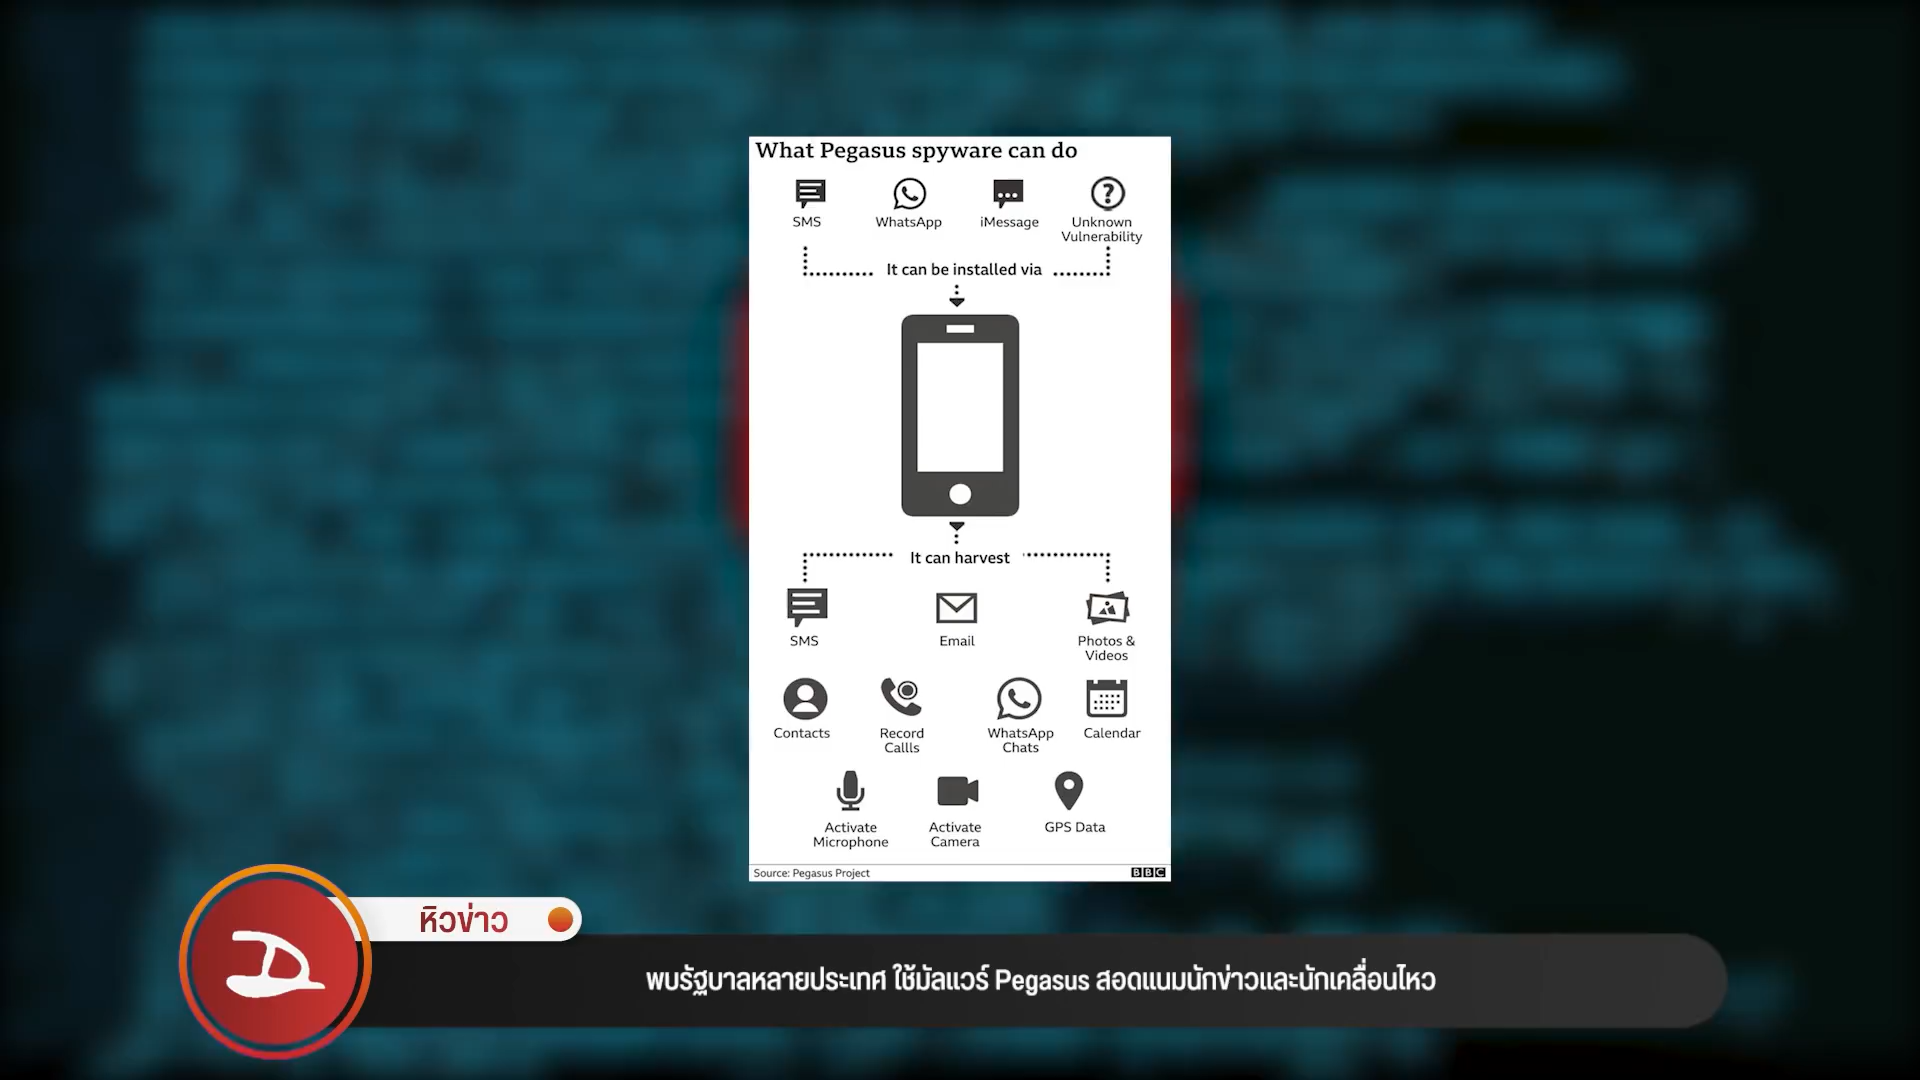 What Pegasus spyware can do
SMS
WhatsApp
iMessage
Unknown
Vulnerability
It can be installed via
It can harvest
SMS
Email
Photos &
Videos
Contacts
Record
Callls
WhatsApp
Chats
Calendar
Activate
Microphone
Activate
Camera
GPS Data
Source: Pegasus Project
BBC
หิวข่าว
พบรัฐบาลหลายประเทศ ใช้มัลแวร์ Pegasus สอดแนมนักข่าวและนักเคลื่อนไหว